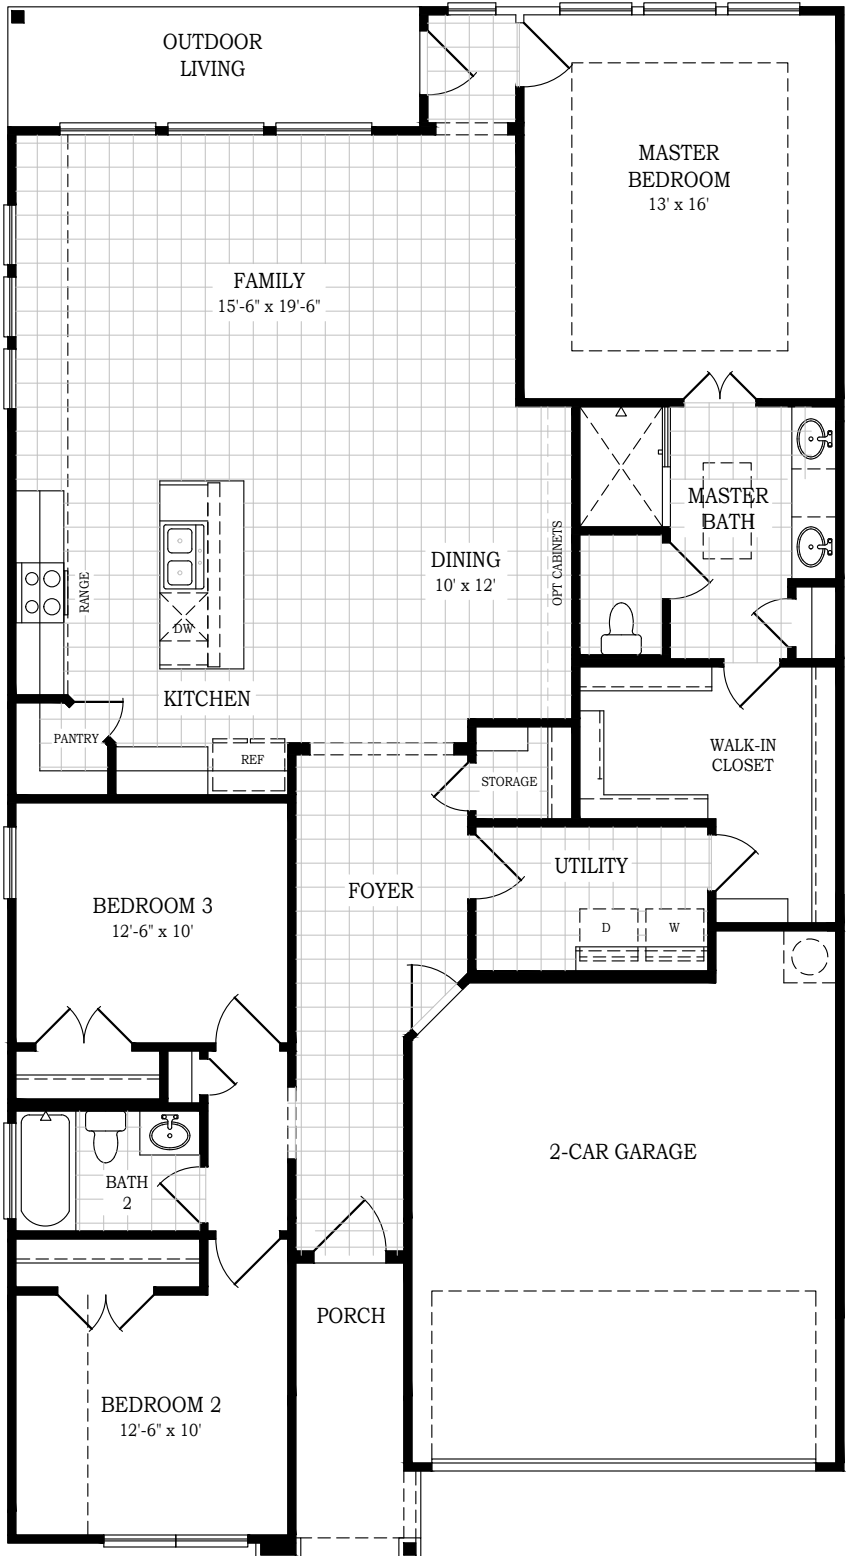 OUTDOOR
LIVING
MASTER
BEDROOM
13' x 16'
FAMILY
15'-6" x 19'-6"
MASTER
BATH
OPT CABINETS
DINING
10' x 12'
RANGE
DW
KITCHEN
PANTRY
REF
STORAGE
WALK-IN
CLOSET
UTILITY
FOYER
BEDROOM 3
12'-6" x 10'
D
W
2-CAR GARAGE
BATH
2
PORCH
BEDROOM 2
12'-6" x 10'